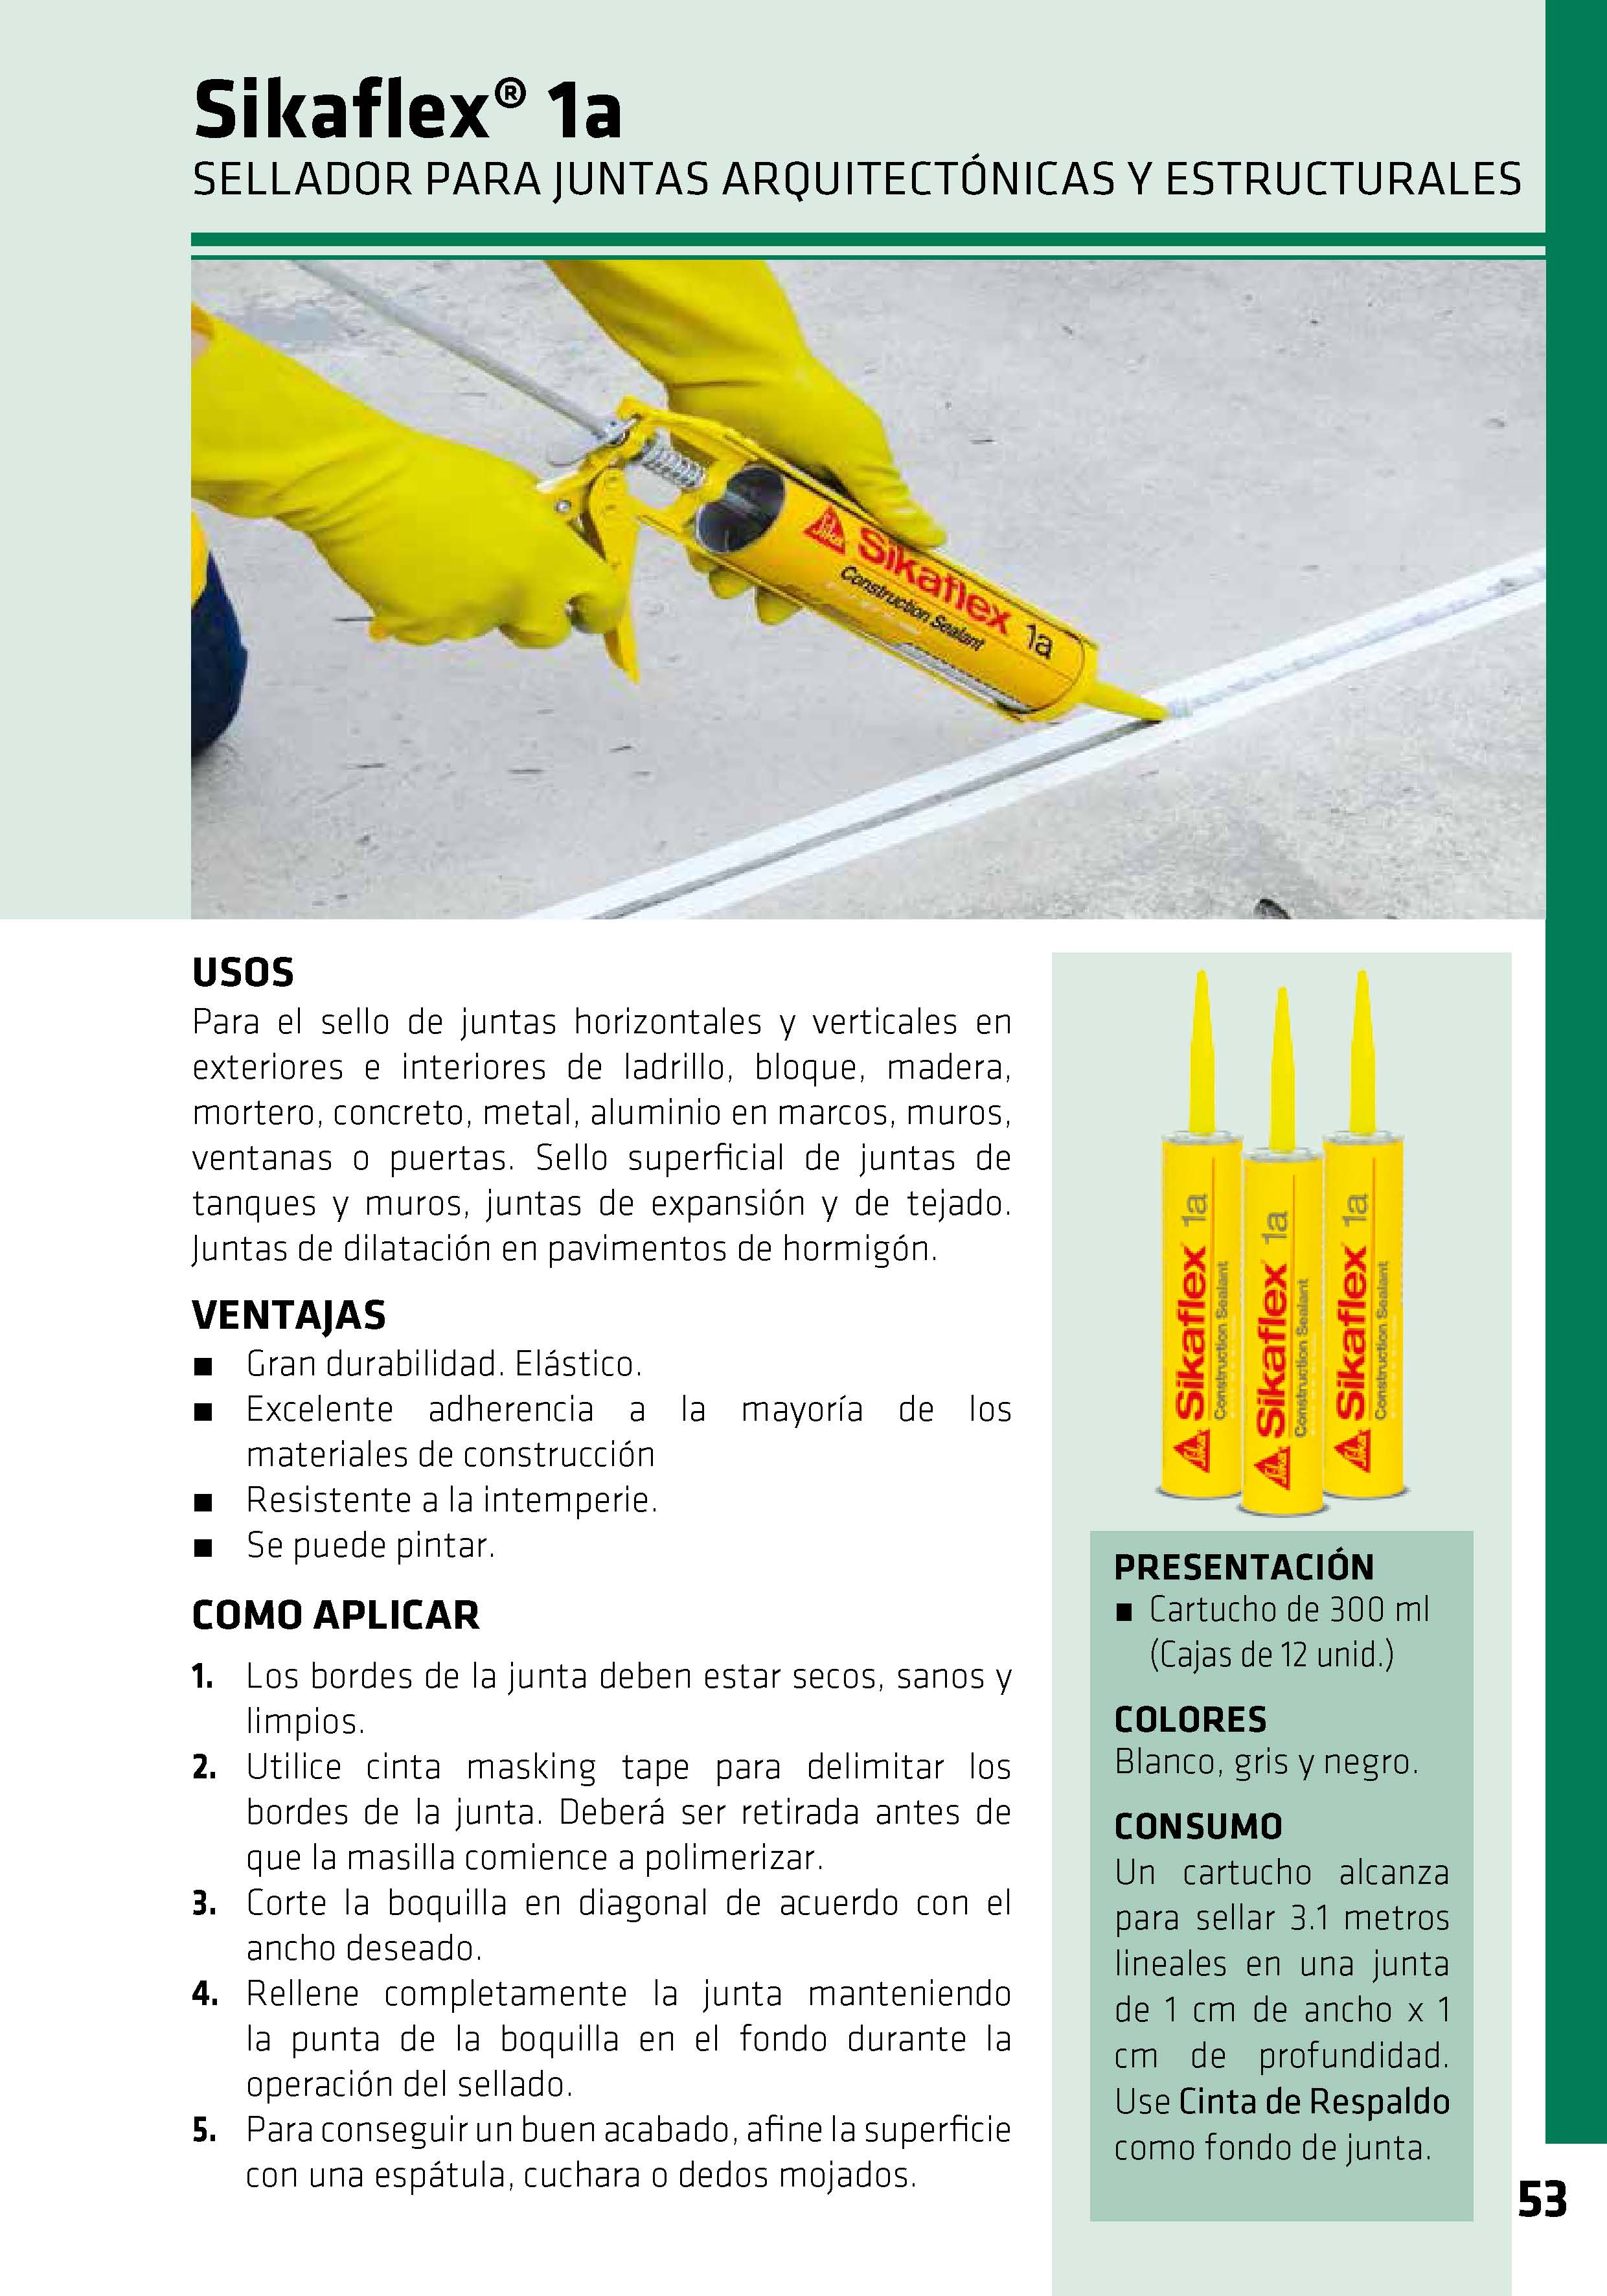 Sikaflex® 1a
SELLADOR PARA JUNTAS ARQUITECTÓNICAS Y ESTRUCTURALES
Sika
Sikaflex 1a
Construction Sealant
USOS
Para el sello de juntas horizontales y verticales en
exteriores e interiores de ladrillo, bloque, madera,
mortero, concreto, metal, aluminio en marcos, muros,
ventanas o puertas. Sello superficial de juntas de
tanques y muros, juntas de expansión y de tejado.
Juntas de dilatación en pavimentos de hormigón.
VENTAJAS
■ Gran durabilidad. Elástico.
■ Excelente adherencia a la mayoría de los
materiales de construcción
■ Resistente a la intemperie.
■ Se puede pintar.
COMO APLICAR
1. Los bordes de la junta deben estar secos, sanos y
limpios.
2. Utilice cinta masking tape para delimitar los
bordes de la junta. Deberá ser retirada antes de
que la masilla comience a polimerizar.
3. Corte la boquilla en diagonal de acuerdo con el
ancho deseado.
4. Rellene completamente la junta manteniendo
la punta de la boquilla en el fondo durante la
operación del sellado.
5. Para conseguir un buen acabado, afine la superficie
con una espátula, cuchara o dedos mojados.
Sika
Sikaflex 1a
Construction Sealant
Sika
Sikaflex 1a
Construction Sealant
Sika
Sikaflex 1a
Construction Sealant
PRESENTACIÓN
■ Cartucho de 300 ml
(Cajas de 12 unid.)
COLORES
Blanco, gris y negro.
CONSUMO
Un cartucho alcanza
para sellar 3.1 metros
lineales en una junta
de 1 cm de ancho x 1
cm de profundidad.
Use Cinta de Respaldo
como fondo de junta.
53